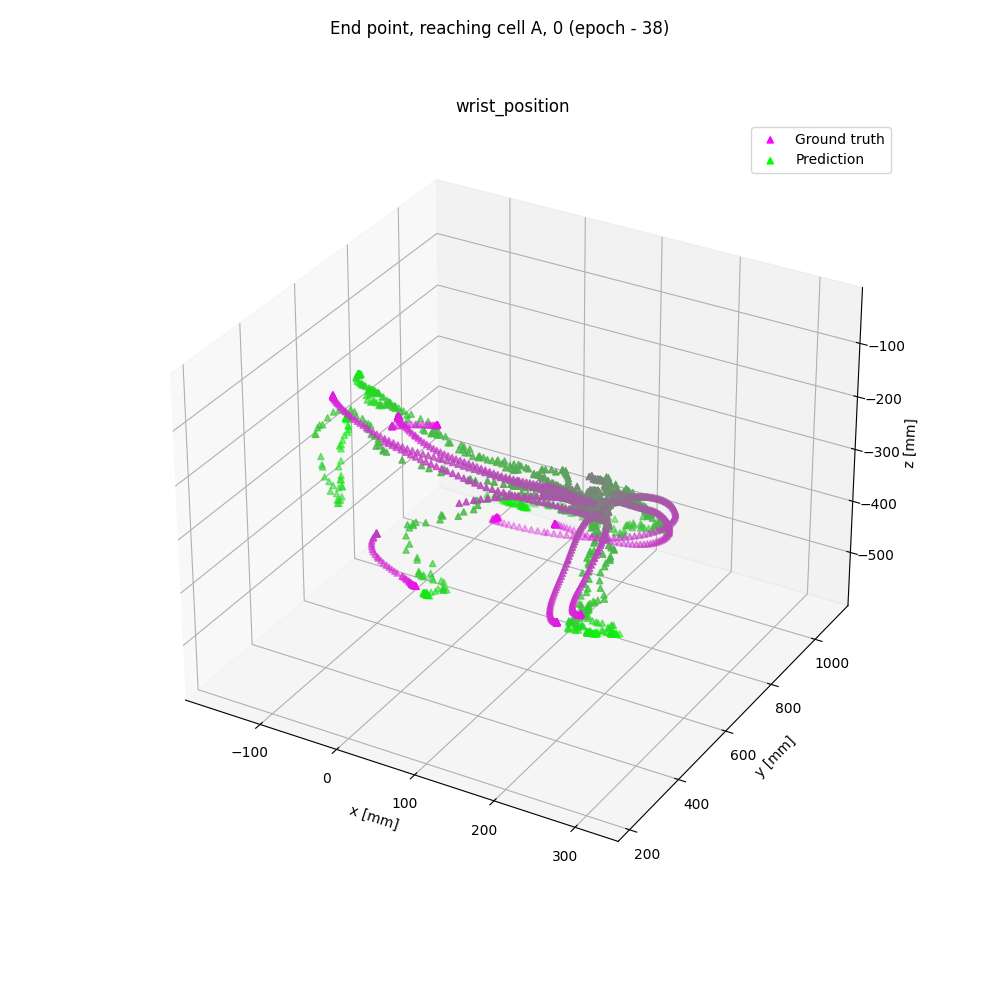 End point, reaching cell A, 0 (epoch - 38)
wrist_position
Ground truth
Prediction
−100
−200
−300
−400
−500
z [mm]
1000
800
600
400
200
y [mm]
−100
0
100
200
300
x [mm]